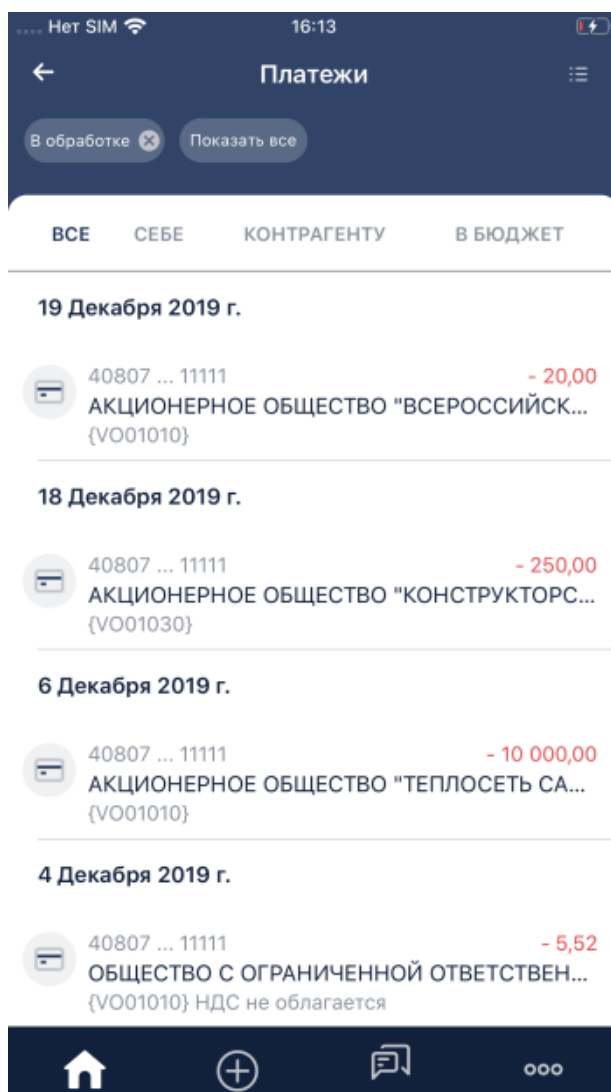 .... Нет SIM 16:13
Платежи
В обработке Показать все
ВСЕ СЕБЕ КОНТРАГЕНТУ В БЮДЖЕТ
19 Декабря 2019 г.
40807 ... 11111 - 20,00
АКЦИОНЕРНОЕ ОБЩЕСТВО "ВСЕРОССИЙСК...
{VO01010}
18 Декабря 2019 г.
40807 ... 11111 - 250,00
АКЦИОНЕРНОЕ ОБЩЕСТВО "КОНСТРУКТОРС...
{VO01030}
6 Декабря 2019 г.
40807 ... 11111 - 10 000,00
АКЦИОНЕРНОЕ ОБЩЕСТВО "ТЕПЛОСЕТЬ СА...
{VO01010}
4 Декабря 2019 г.
40807 ... 11111 - 5,52
ОБЩЕСТВО С ОГРАНИЧЕННОЙ ОТВЕТСТВЕН...
{VO01010} НДС не облагается